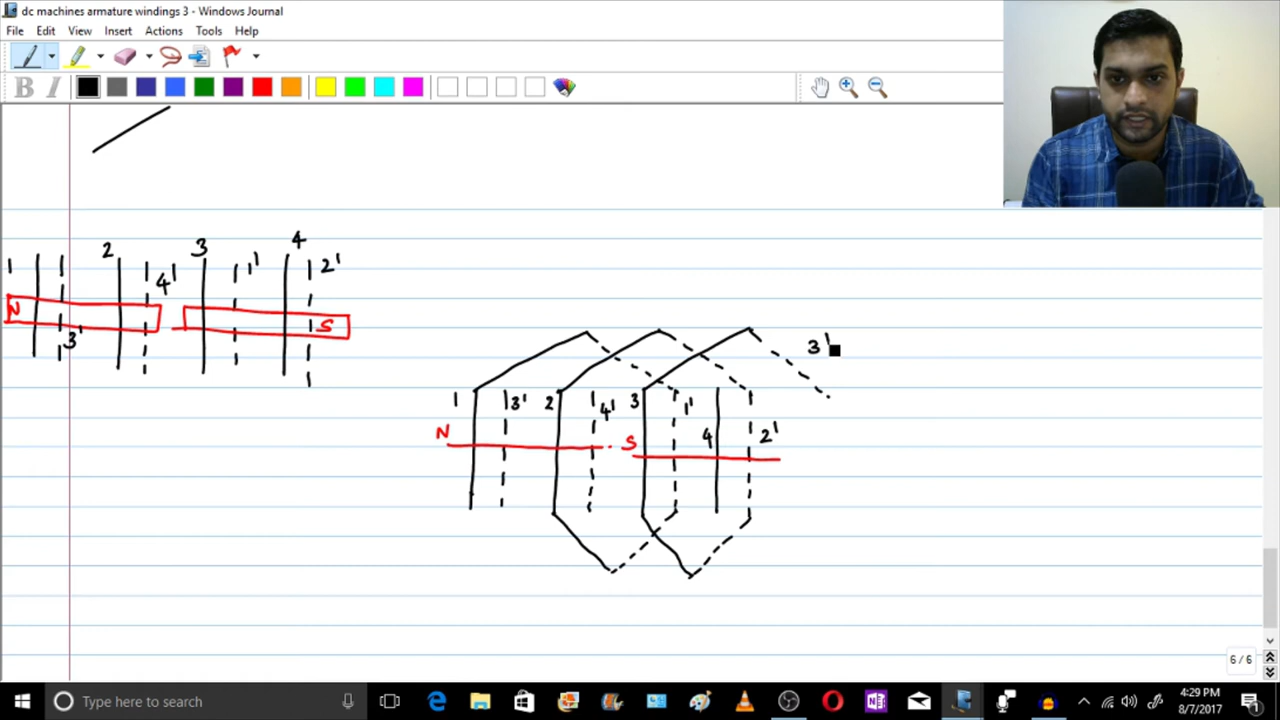 dc machines armature windings 3 - Windows Journal
File Edit View Insert Actions Tools Help
B I
1 2 3 4
4' 1' 2'
N S
3'
3'
1 3' 2 4' 3 1'
N S 4 2'
6 / 6
Type here to search
4:29 PM
8/7/2017
1